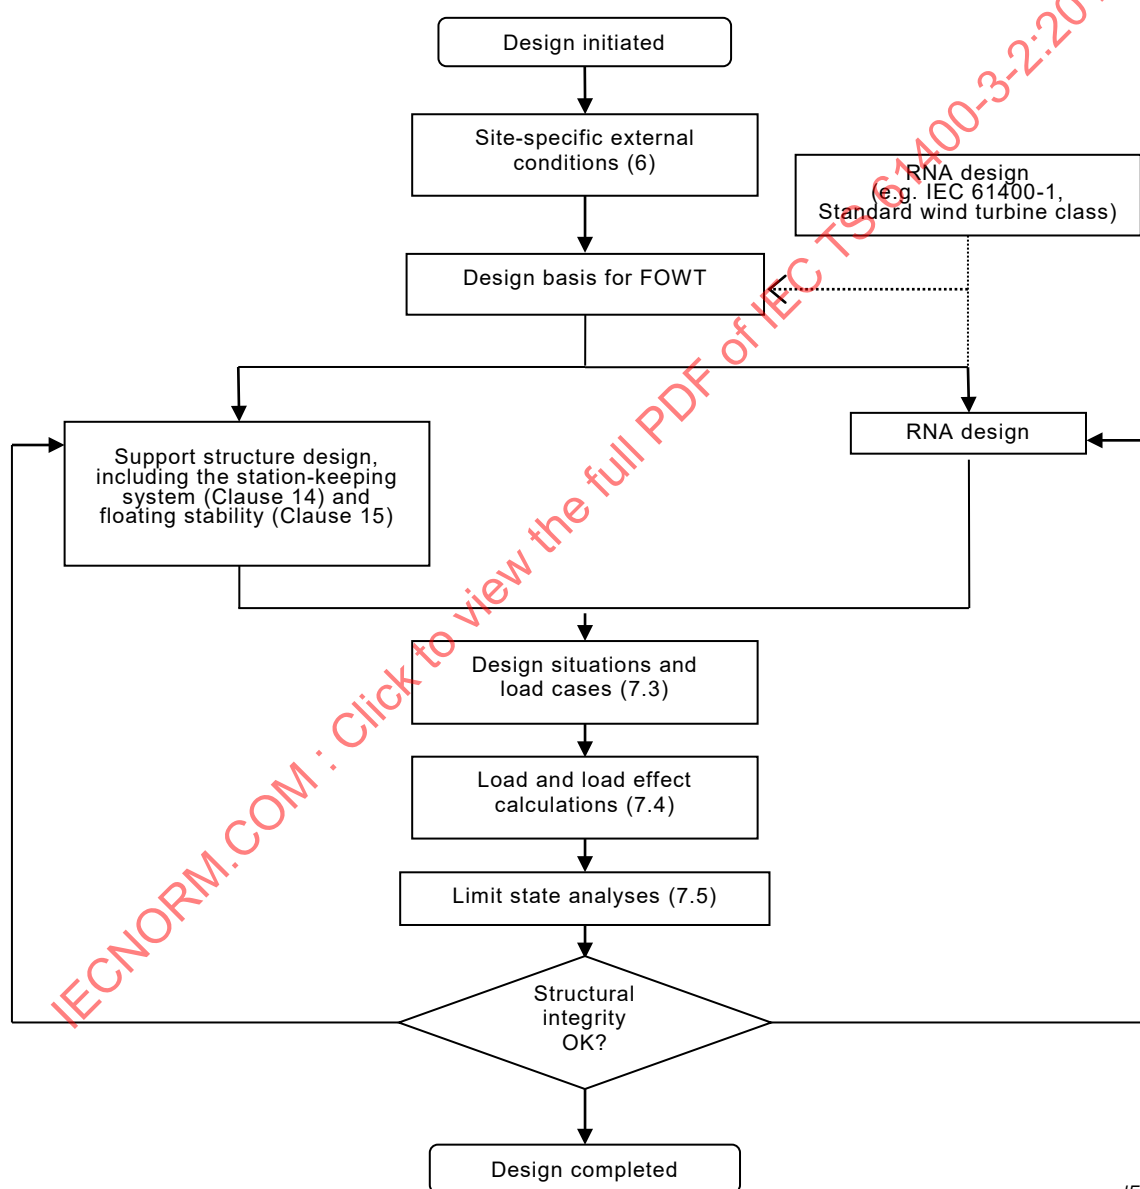 Design initiated
Site-specific external
conditions (6)
RNA design
(e.g. IEC 61400-1,
Standard wind turbine class)
Design basis for FOWT
Support structure design,
including the station-keeping
system (Clause 14) and
floating stability (Clause 15)
RNA design
Design situations and
load cases (7.3)
Load and load effect
calculations (7.4)
Limit state analyses (7.5)
Structural
integrity
OK?
Design completed
IECNORM.COM : Click to view the full PDF of IEC TS 61400-3-2:201